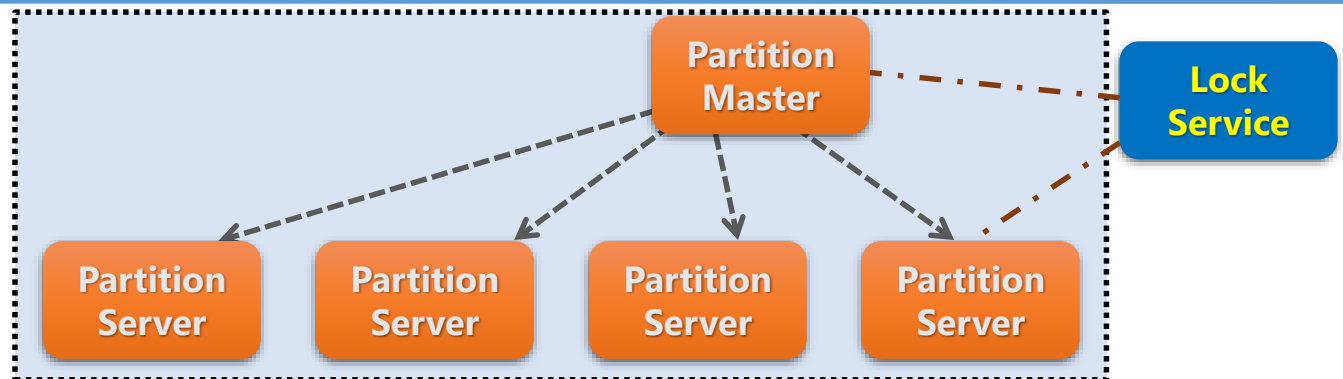 Partition
Master
Lock
Service
Partition
Server
Partition
Server
Partition
Server
Partition
Server